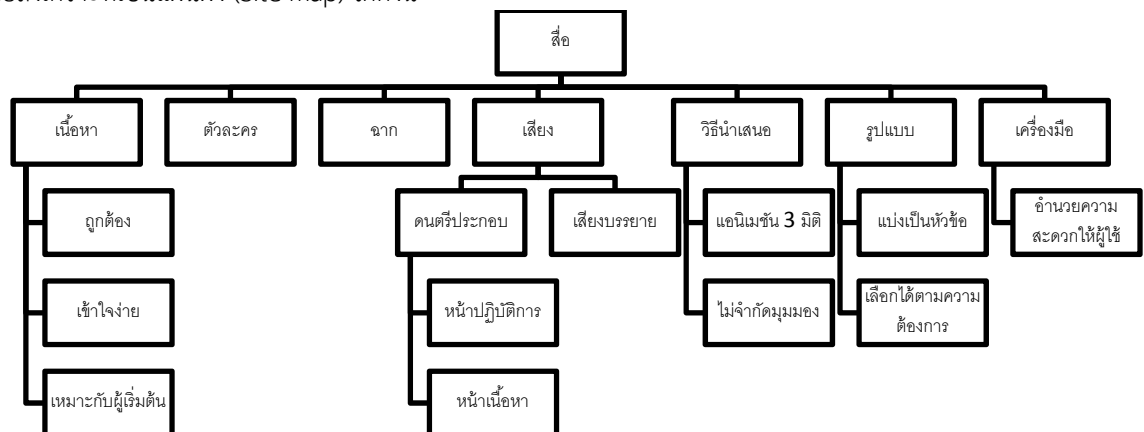 (Site map)
สื่อ
เนื้อหา
ตัวละคร
ฉาก
เสียง
วิธีนำเสนอ
รูปแบบ
เครื่องมือ
ถูกต้อง
ดนตรีประกอบ
เสียงบรรยาย
แอนิเมชัน 3 มิติ
แบ่งเป็นหัวข้อ
อำนวยความ
สะดวกให้ผู้ใช้
เข้าใจง่าย
หน้าปฏิบัติการ
ไม่จำกัดมุมมอง
เลือกได้ตามความ
ต้องการ
เหมาะกับผู้เริ่มต้น
หน้าเนื้อหา